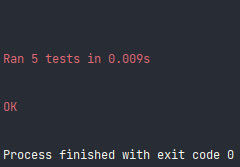 Ran 5 tests in 0.009s
OK
Process finished with exit code 0